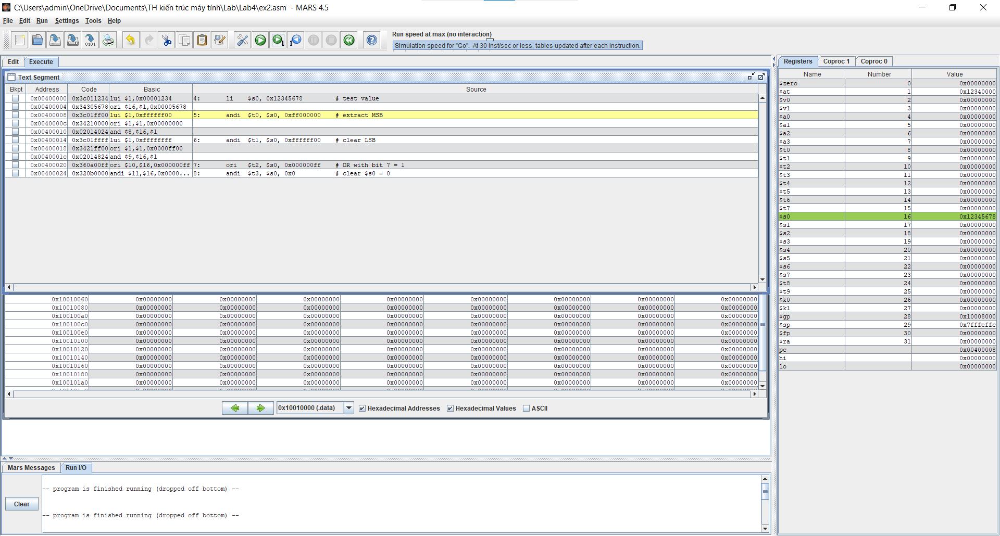 C:\Users\admin\OneDrive\Documents\TH kiến trúc máy tính\Lab\Lab4\ex2.asm - MARS 4.5
File Edit Run Settings Tools Help
Run speed at max (no interaction)
Simulation speed for "Go". At 30 inst/sec or less, tables updated after each instruction.
Edit Execute
Text Segment
Bkpt Address Code Basic Source
0x00400000 0x3c011234 lui $1,0x00001234 4: li $s0, 0x12345678 # test value
0x00400004 0x34305678 ori $16,$1,0x00005678
0x00400008 0x3c01ff00 lui $1,0xffffff00 5: andi $t0, $s0, 0xff000000 # extract MSB
0x0040000c 0x34210000 ori $1,$1,0x00000000
0x00400010 0x02014024 and $8,$16,$1
0x00400014 0x3c01ffff lui $1,0xffffffff 6: andi $t1, $s0, 0xffffff00 # clear LSB
0x00400018 0x3421ff00 ori $1,$1,0x0000ff00
0x0040001c 0x02014824 and $9,$16,$1
0x00400020 0x360a00ff ori $10,$16,0x000000ff 7: ori $t2, $s0, 0x000000ff # OR with bit 7 = 1
0x00400024 0x320b0000 andi $11,$16,0x0000... 8: andi $t3, $s0, 0x0 # clear $s0 = 0
0x10010060 0x00000000 0x00000000 0x00000000 0x00000000 0x00000000 0x00000000 0x00000000 0x00000000
0x10010080 0x00000000 0x00000000 0x00000000 0x00000000 0x00000000 0x00000000 0x00000000 0x00000000
0x100100a0 0x00000000 0x00000000 0x00000000 0x00000000 0x00000000 0x00000000 0x00000000 0x00000000
0x100100c0 0x00000000 0x00000000 0x00000000 0x00000000 0x00000000 0x00000000 0x00000000 0x00000000
0x100100e0 0x00000000 0x00000000 0x00000000 0x00000000 0x00000000 0x00000000 0x00000000 0x00000000
0x10010100 0x00000000 0x00000000 0x00000000 0x00000000 0x00000000 0x00000000 0x00000000 0x00000000
0x10010120 0x00000000 0x00000000 0x00000000 0x00000000 0x00000000 0x00000000 0x00000000 0x00000000
0x10010140 0x00000000 0x00000000 0x00000000 0x00000000 0x00000000 0x00000000 0x00000000 0x00000000
0x10010160 0x00000000 0x00000000 0x00000000 0x00000000 0x00000000 0x00000000 0x00000000 0x00000000
0x10010180 0x00000000 0x00000000 0x00000000 0x00000000 0x00000000 0x00000000 0x00000000 0x00000000
0x100101a0 0x00000000 0x00000000 0x00000000 0x00000000 0x00000000 0x00000000 0x00000000 0x00000000
0x10010000 (.data) Hexadecimal Addresses Hexadecimal Values ASCII
Mars Messages Run I/O
-- program is finished running (dropped off bottom) --
Clear
-- program is finished running (dropped off bottom) --
Registers Coproc 1 Coproc 0
Name Number Value
$zero 0 0x00000000
$at 1 0x12340000
$v0 2 0x00000000
$v1 3 0x00000000
$a0 4 0x00000000
$a1 5 0x00000000
$a2 6 0x00000000
$a3 7 0x00000000
$t0 8 0x00000000
$t1 9 0x00000000
$t2 10 0x00000000
$t3 11 0x00000000
$t4 12 0x00000000
$t5 13 0x00000000
$t6 14 0x00000000
$t7 15 0x00000000
$s0 16 0x12345678
$s1 17 0x00000000
$s2 18 0x00000000
$s3 19 0x00000000
$s4 20 0x00000000
$s5 21 0x00000000
$s6 22 0x00000000
$s7 23 0x00000000
$t8 24 0x00000000
$t9 25 0x00000000
$k0 26 0x00000000
$k1 27 0x00000000
$gp 28 0x10008000
$sp 29 0x7fffeffc
$fp 30 0x00000000
$ra 31 0x00000000
pc 0x00400008
hi 0x00000000
lo 0x00000000